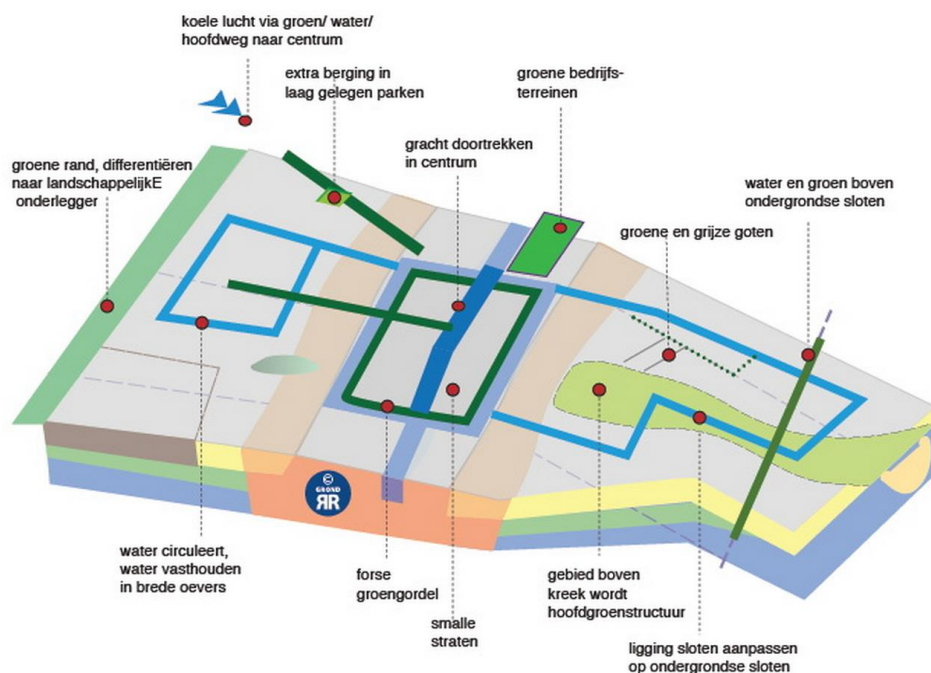 koele lucht via groen/ water/
hoofdweg naar centrum
extra berging in
laag gelegen parken
groene bedrijfs-
terreinen
gracht doortrekken
in centrum
groene rand, differentiëren
naar landschappelijkE
onderlegger
water en groen boven
ondergrondse sloten
groene en grijze goten
©
GROND
RR
water circuleert,
water vasthouden
in brede oevers
forse
groengordel
smalle
straten
gebied boven
kreek wordt
hoofdgroenstructuur
ligging sloten aanpassen
op ondergrondse sloten